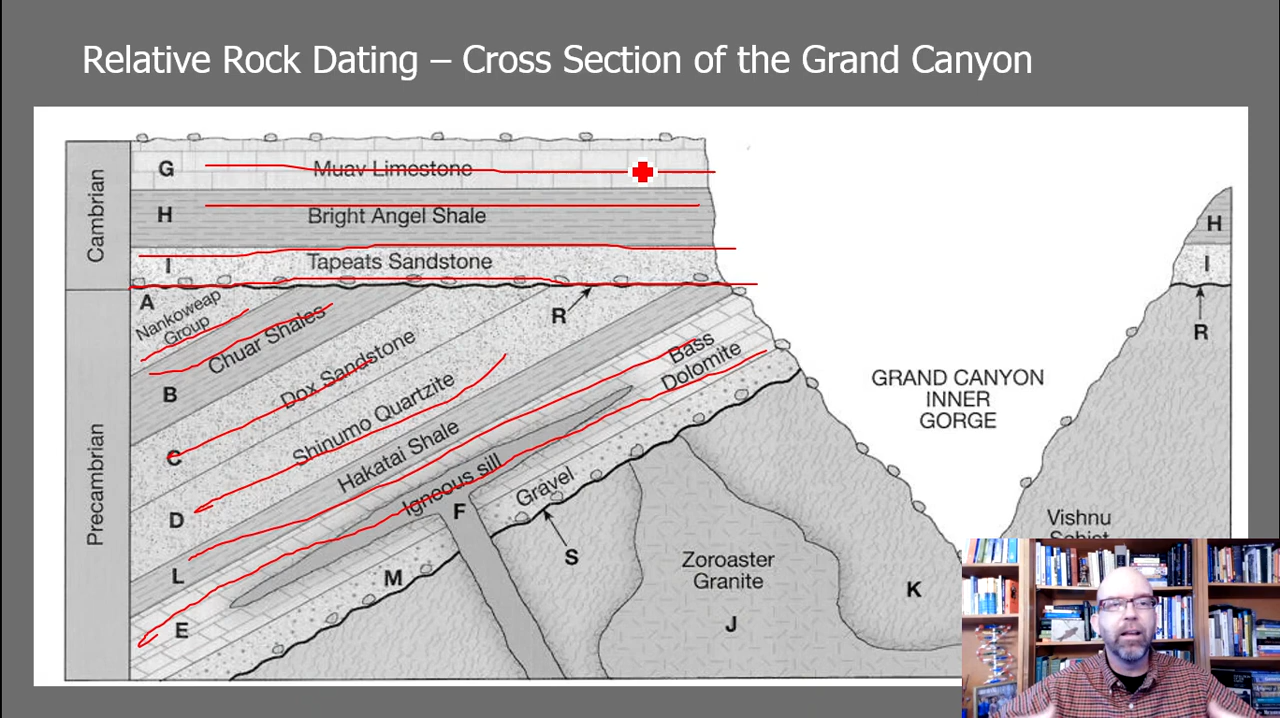 Relative Rock Dating – Cross Section of the Grand Canyon
Cambrian
G
Muav Limestone
H
Bright Angel Shale
I
Tapeats Sandstone
H
I
R
A
Nankoweap
Group
R
Chuar Shales
B
Dox Sandstone
C
Shinumo Quartzite
D
Hakatai Shale
L
Bass
Dolomite
Igneous sill
F
E
Gravel
M
S
Precambrian
GRAND CANYON
INNER
GORGE
Zoroaster
Granite
J
K
Vishnu
Schist